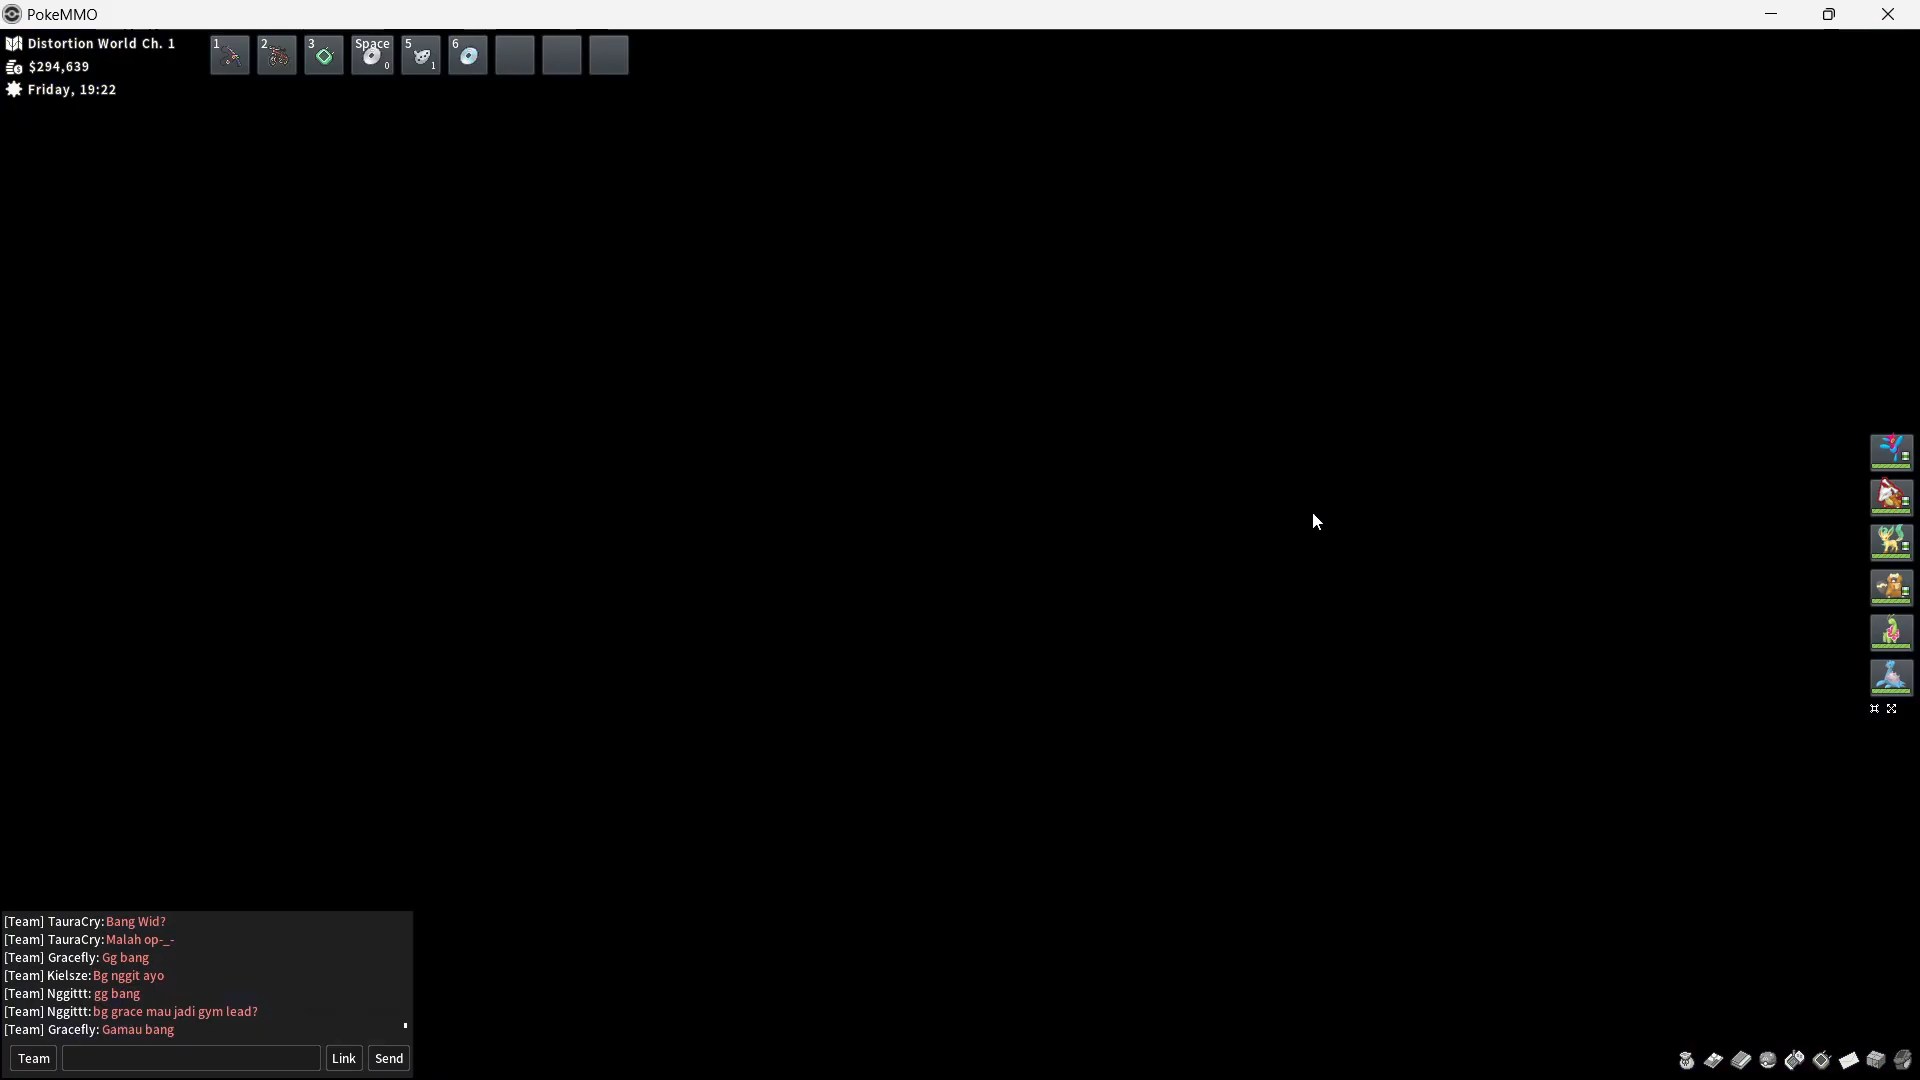 PokeMMO
Distortion World Ch. 1
$294,639
Friday, 19:22
1
2
3
Space
0
5
1
6
[Team] TauraCry: Bang Wid?
[Team] TauraCry: Malah op-_-
[Team] Gracefly: Gg bang
[Team] Kielsze: Bg nggit ayo
[Team] Nggittt: gg bang
[Team] Nggittt: bg grace mau jadi gym lead?
[Team] Gracefly: Gamau bang
Team
Link
Send